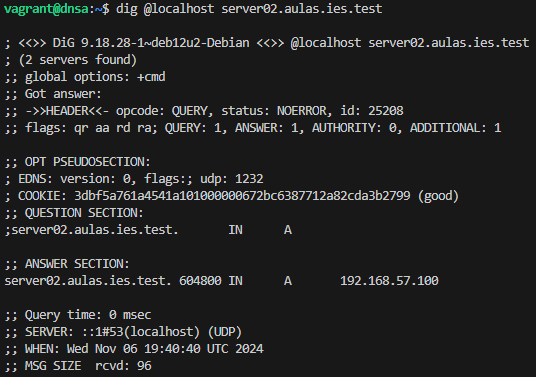 vagrant@dnsa:~$ dig @localhost server02.aulas.ies.test

; <<>> DiG 9.18.28-1~deb12u2-Debian <<>> @localhost server02.aulas.ies.test
; (2 servers found)
;; global options: +cmd
;; Got answer:
;; ->>HEADER<<- opcode: QUERY, status: NOERROR, id: 25208
;; flags: qr aa rd ra; QUERY: 1, ANSWER: 1, AUTHORITY: 0, ADDITIONAL: 1

;; OPT PSEUDOSECTION:
; EDNS: version: 0, flags:; udp: 1232
; COOKIE: 3dbf5a761a4541a101000000672bc6387712a82cda3b2799 (good)
;; QUESTION SECTION:
;server02.aulas.ies.test. IN A

;; ANSWER SECTION:
server02.aulas.ies.test. 604800 IN A 192.168.57.100

;; Query time: 0 msec
;; SERVER: ::1#53(localhost) (UDP)
;; WHEN: Wed Nov 06 19:40:40 UTC 2024
;; MSG SIZE rcvd: 96